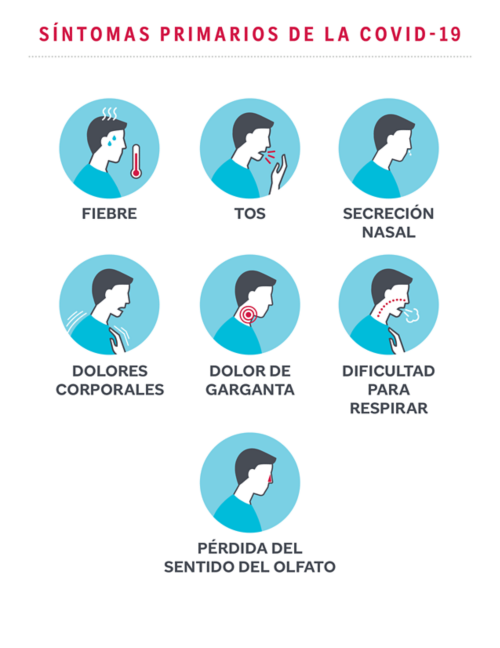 SÍNTOMAS PRIMARIOS DE LA COVID-19
FIEBRE
TOS
SECRECIÓN
NASAL
DOLORES
CORPORALES
DOLOR DE
GARGANTA
DIFICULTAD
PARA
RESPIRAR
PÉRDIDA DEL
SENTIDO DEL OLFATO